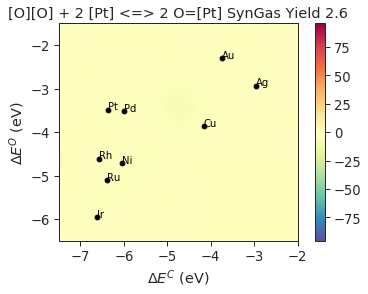 [O][O] + 2 [Pt] <=> 2 O=[Pt] SynGas Yield 2.6
ΔE^O (eV)
−2
−3
−4
−5
−6
Au
Ag
Pt
Pd
Cu
Rh
Ni
Ru
Ir
−7
−6
−5
−4
−3
−2
ΔE^C (eV)
75
50
25
0
−25
−50
−75